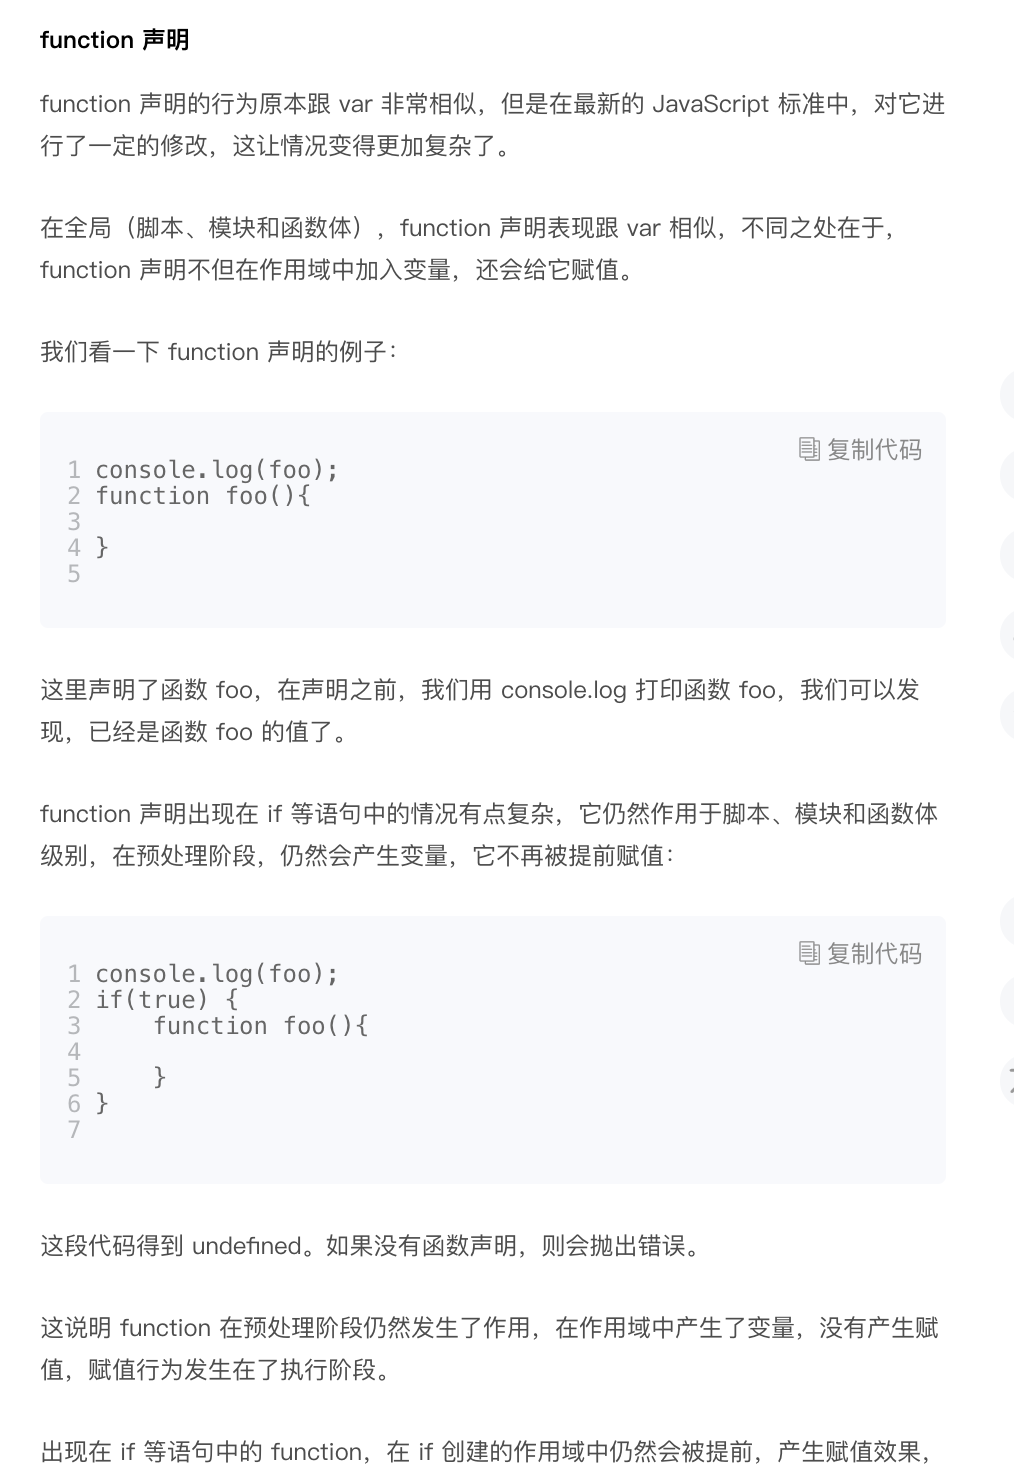 function 声明
function 声明的行为原本跟 var 非常相似，但是在最新的 JavaScript 标准中，对它进
行了一定的修改，这让情况变得更加复杂了。
在全局（脚本、模块和函数体），function 声明表现跟 var 相似，不同之处在于，
function 声明不但在作用域中加入变量，还会给它赋值。
我们看一下 function 声明的例子：
复制代码
1 console.log(foo);
2 function foo(){
3
4 }
5
这里声明了函数 foo，在声明之前，我们用 console.log 打印函数 foo，我们可以发
现，已经是函数 foo 的值了。
function 声明出现在 if 等语句中的情况有点复杂，它仍然作用于脚本、模块和函数体
级别，在预处理阶段，仍然会产生变量，它不再被提前赋值：
复制代码
1 console.log(foo);
2 if(true) {
3     function foo(){
4
5     }
6 }
7
这段代码得到 undefined。如果没有函数声明，则会抛出错误。
这说明 function 在预处理阶段仍然发生了作用，在作用域中产生了变量，没有产生赋
值，赋值行为发生在了执行阶段。
出现在 if 等语句中的 function，在 if 创建的作用域中仍然会被提前，产生赋值效果，